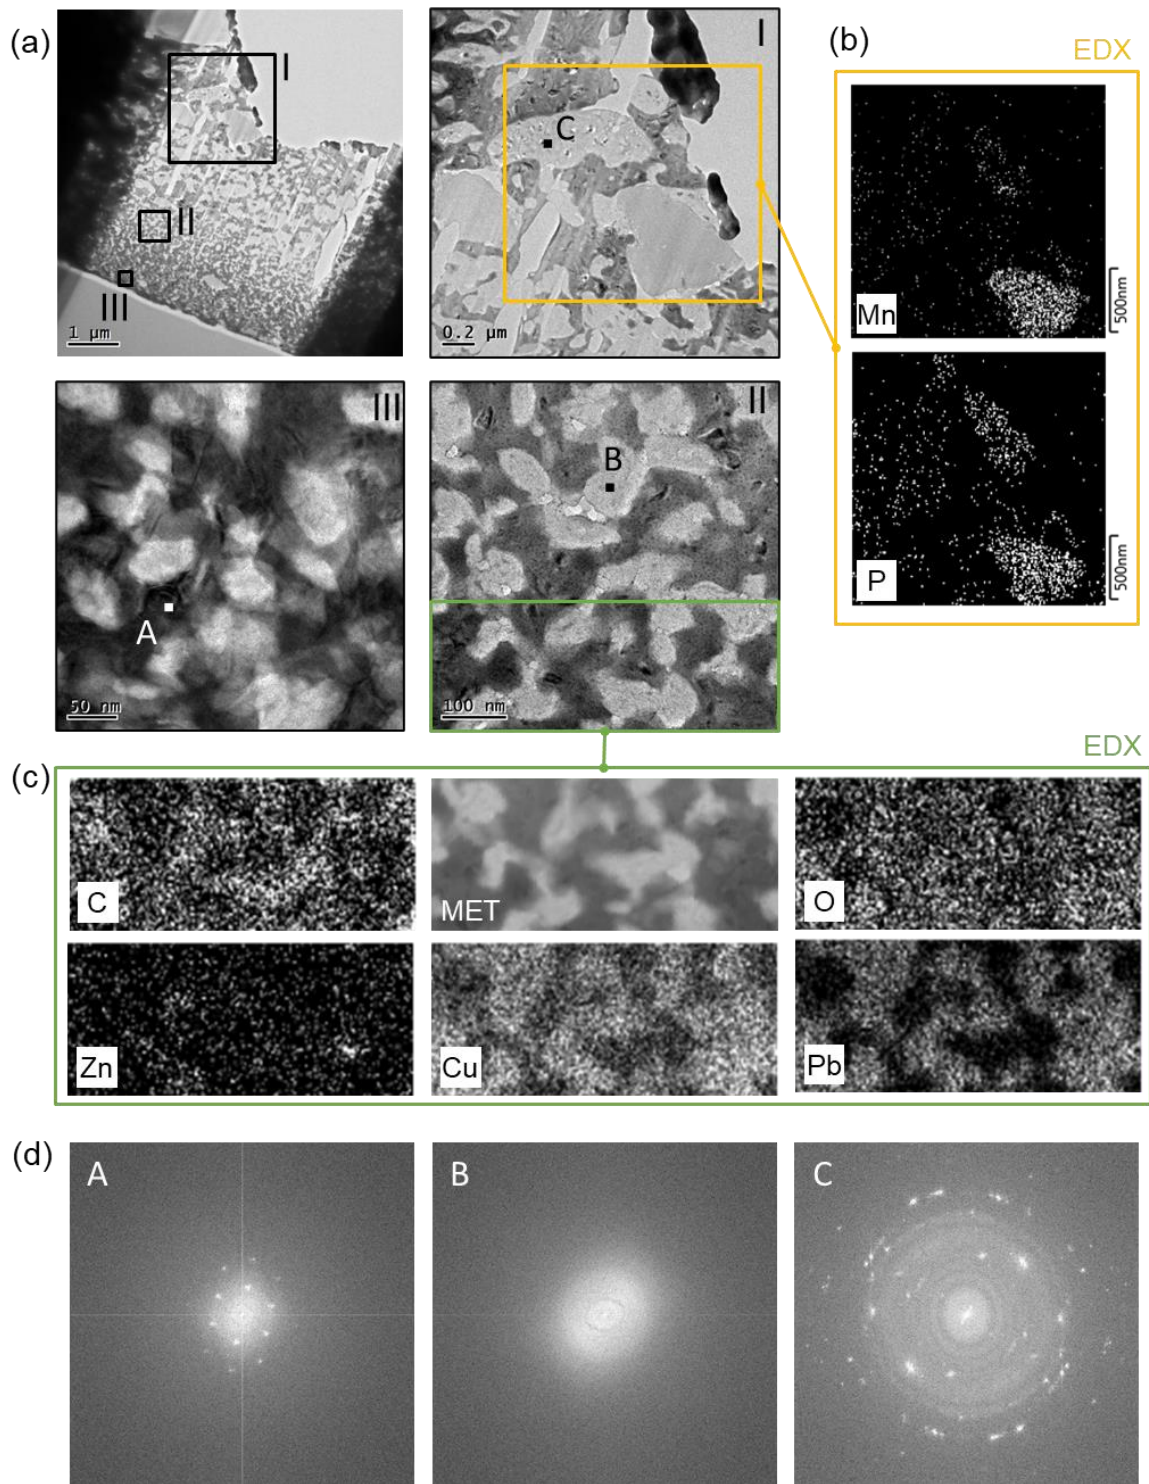 (a)
I
II
III
1 µm
I
C
0.2 µm
(b)
EDX
Mn
500nm
P
500nm
III
A
50 nm
II
B
100 nm
EDX
(c)
C
MET
O
Zn
Cu
Pb
(d)
A
B
C